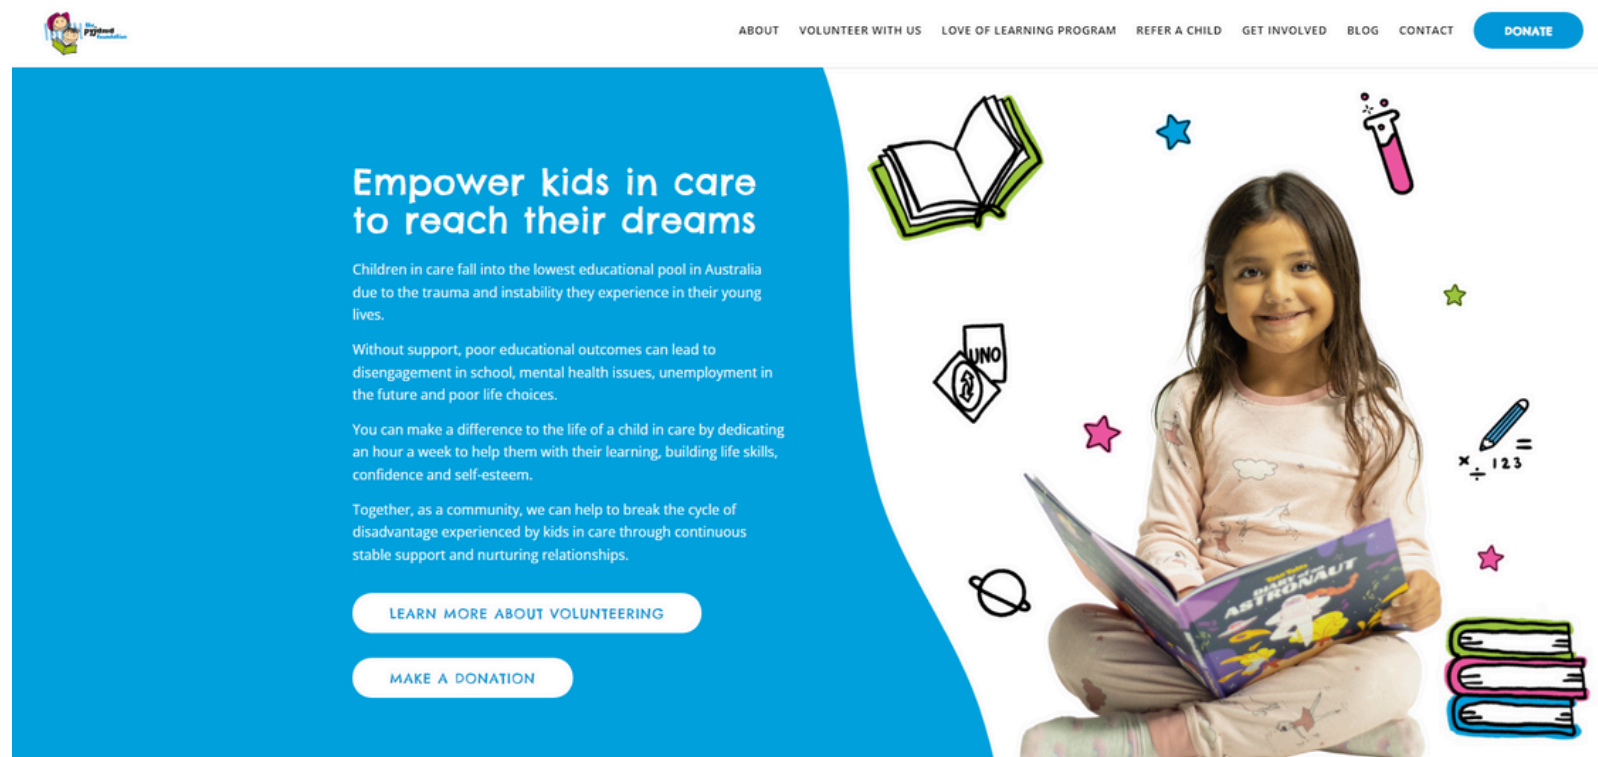 the
pyjama
foundation
ABOUT VOLUNTEER WITH US LOVE OF LEARNING PROGRAM REFER A CHILD GET INVOLVED BLOG CONTACT DONATE
Empower kids in care
to reach their dreams
Children in care fall into the lowest educational pool in Australia
due to the trauma and instability they experience in their young
lives.
Without support, poor educational outcomes can lead to
disengagement in school, mental health issues, unemployment in
the future and poor life choices.
You can make a difference to the life of a child in care by dedicating
an hour a week to help them with their learning, building life skills,
confidence and self-esteem.
Together, as a community, we can help to break the cycle of
disadvantage experienced by kids in care through continuous
stable support and nurturing relationships.
LEARN MORE ABOUT VOLUNTEERING
MAKE A DONATION
UNO
× ÷ 123 =
DIARY of an
ASTRONAUT